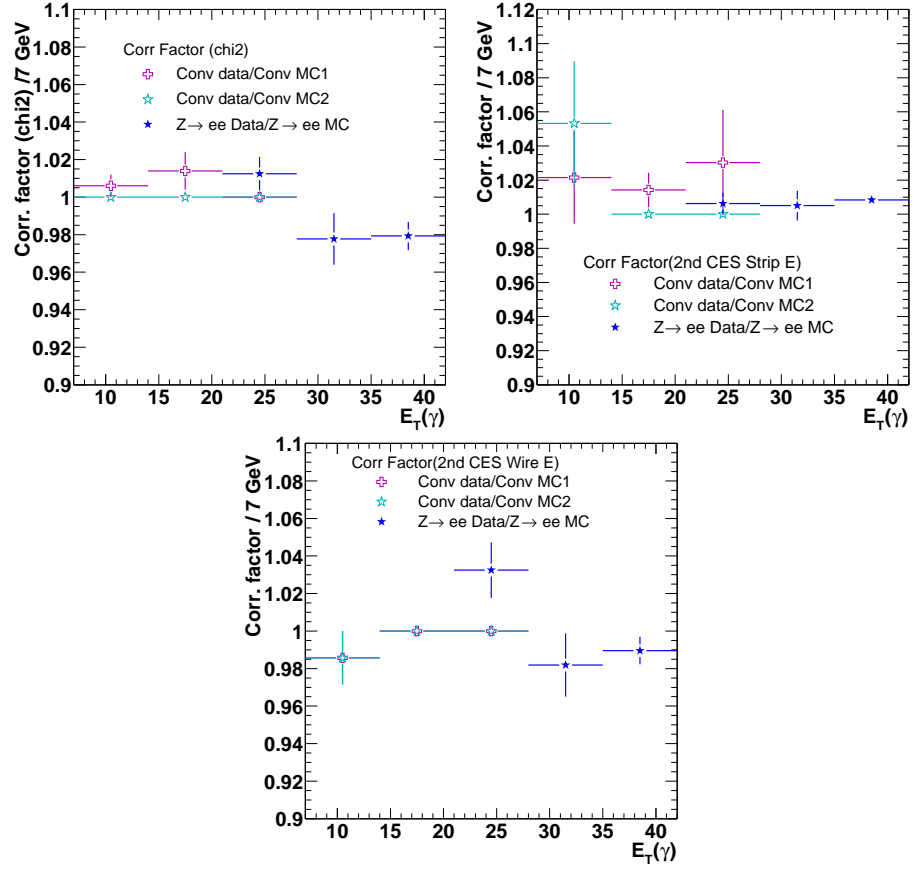 Corr. factor (chi2) /7 GeV
1.1
1.08
1.06
1.04
1.02
1
0.98
0.96
0.94
0.92
0.9
Corr Factor (chi2)
Conv data/Conv MC1
Conv data/Conv MC2
Z→ ee Data/Z→ ee MC
10 15 20 25 30 35 40
E_T(γ)
Corr. factor / 7 GeV
1.12
1.1
1.08
1.06
1.04
1.02
1
0.98
0.96
0.94
0.92
0.9
Corr Factor(2nd CES Strip E)
Conv data/Conv MC1
Conv data/Conv MC2
Z→ ee Data/Z→ ee MC
10 15 20 25 30 35 40
E_T(γ)
Corr. factor / 7 GeV
1.1
1.08
1.06
1.04
1.02
1
0.98
0.96
0.94
0.92
0.9
Corr Factor(2nd CES Wire E)
Conv data/Conv MC1
Conv data/Conv MC2
Z→ ee Data/Z→ ee MC
10 15 20 25 30 35 40
E_T(γ)